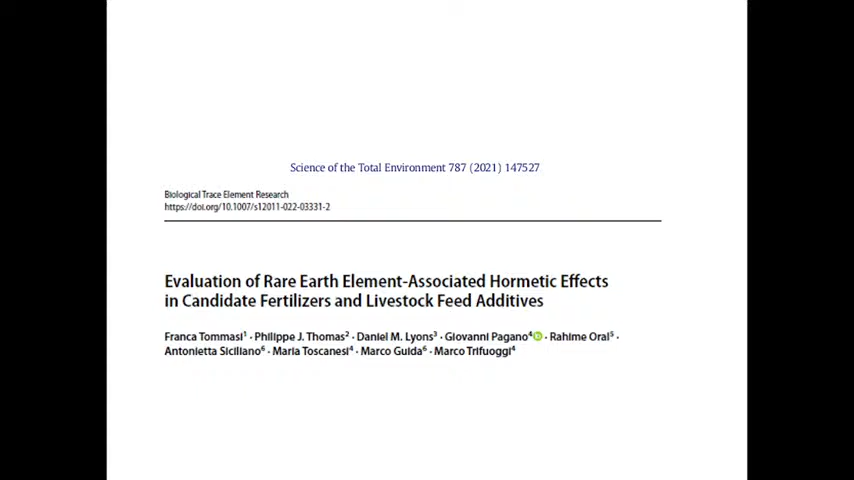 Science of the Total Environment 787 (2021) 147527
Biological Trace Element Research
https://doi.org/10.1007/s12011-022-03331-2
Evaluation of Rare Earth Element-Associated Hormetic Effects
in Candidate Fertilizers and Livestock Feed Additives
Franca Tommasi1 · Philippe J. Thomas2 · Daniel M. Lyons3 · Giovanni Pagano4 · Rahime Oral5 ·
Antonietta Siciliano6 · Maria Toscanesi4 · Marco Guida6 · Marco Trifuoggi4